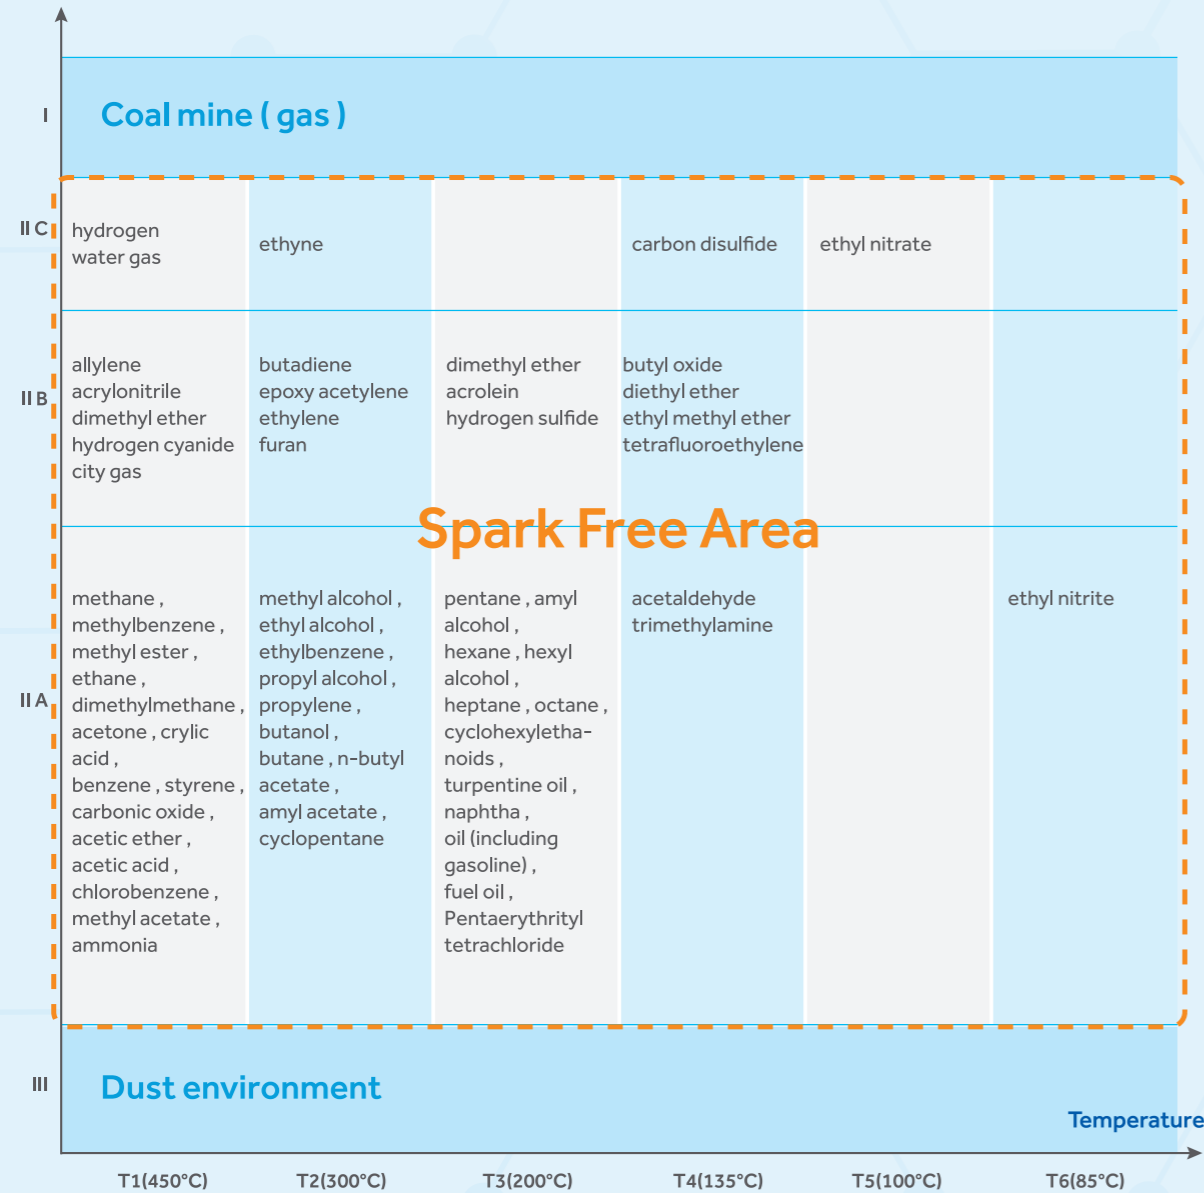 I
Coal mine ( gas )
II C
hydrogen
water gas
ethyne
carbon disulfide
ethyl nitrate
II B
allylene
acrylonitrile
dimethyl ether
hydrogen cyanide
city gas
butadiene
epoxy acetylene
ethylene
furan
dimethyl ether
acrolein
hydrogen sulfide
butyl oxide
diethyl ether
ethyl methyl ether
tetrafluoroethylene
Spark Free Area
II A
methane ,
methylbenzene ,
methyl ester ,
ethane ,
dimethylmethane ,
acetone , crylic
acid ,
benzene , styrene ,
carbonic oxide ,
acetic ether ,
acetic acid ,
chlorobenzene ,
methyl acetate ,
ammonia
methyl alcohol ,
ethyl alcohol ,
ethylbenzene ,
propyl alcohol ,
propylene ,
butanol ,
butane , n-butyl
acetate ,
amyl acetate ,
cyclopentane
pentane , amyl
alcohol ,
hexane , hexyl
alcohol ,
heptane , octane ,
cyclohexyletha-
noids ,
turpentine oil ,
naphtha ,
oil (including
gasoline) ,
fuel oil ,
Pentaerythrityl
tetrachloride
acetaldehyde
trimethylamine
ethyl nitrite
III
Dust environment
Temperature
T1(450°C)
T2(300°C)
T3(200°C)
T4(135°C)
T5(100°C)
T6(85°C)